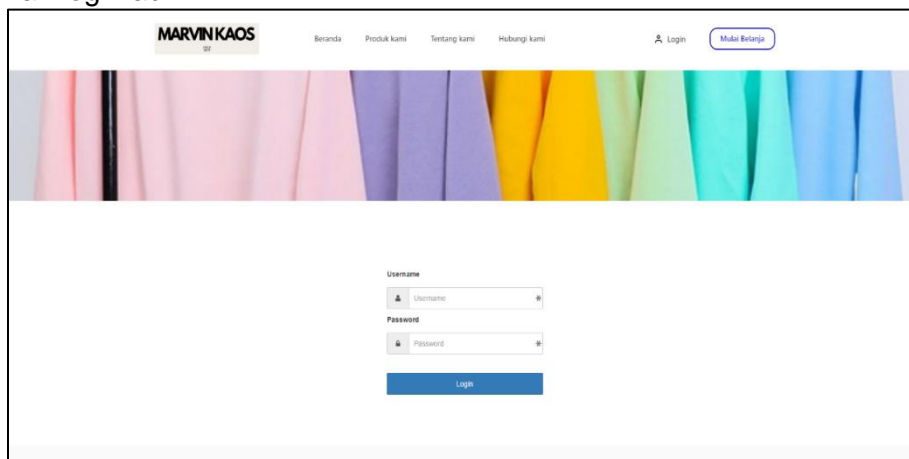 MARVIN KAOS
Beranda Produk kami Tentang kami Hubungi kami Login Mulai Belanja
Username
Username
Password
Password
Login